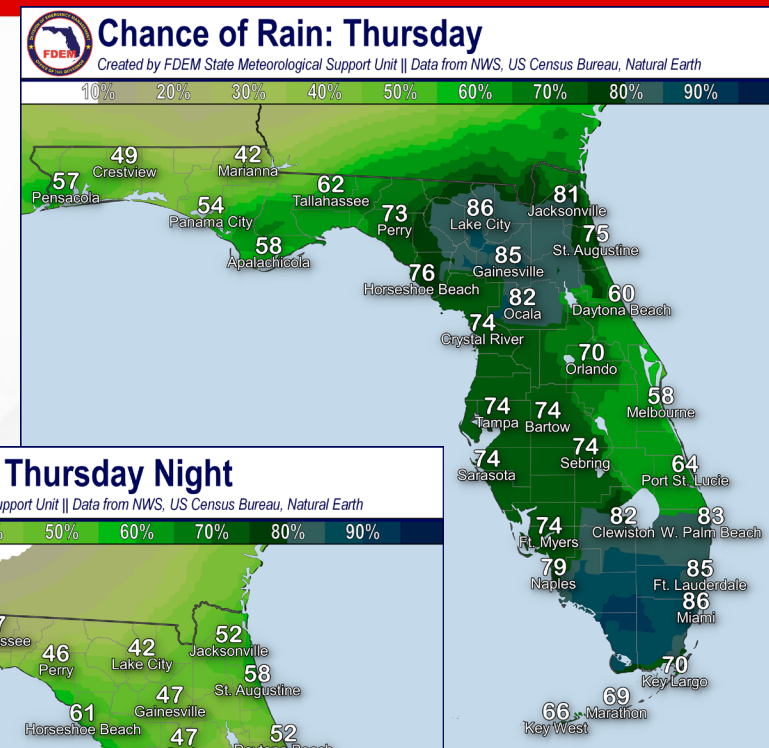 FDEM
Chance of Rain: Thursday
Created by FDEM State Meteorological Support Unit || Data from NWS, US Census Bureau, Natural Earth
10% 20% 30% 40% 50% 60% 70% 80% 90%
49
Crestview
42
Marianna
57
Pensacola
54
Panama City
62
Tallahassee
58
Apalachicola
73
Perry
86
Lake City
81
Jacksonville
75
St. Augustine
85
Gainesville
76
Horseshoe Beach
82
Ocala
60
Daytona Beach
74
Crystal River
70
Orlando
58
Melbourne
74
Tampa
74
Bartow
74
Sebring
74
Sarasota
64
Port St. Lucie
74
Ft. Myers
82
Clewiston
83
W. Palm Beach
79
Naples
85
Ft. Lauderdale
86
Miami
70
Key Largo
69
Marathon
66
Key West
Thursday Night
upport Unit || Data from NWS, US Census Bureau, Natural Earth
% 50% 60% 70% 80% 90%
7
ssee
46
Perry
42
Lake City
52
Jacksonville
58
St. Augustine
47
Gainesville
61
Horseshoe Beach
47
52
Daytona Beach